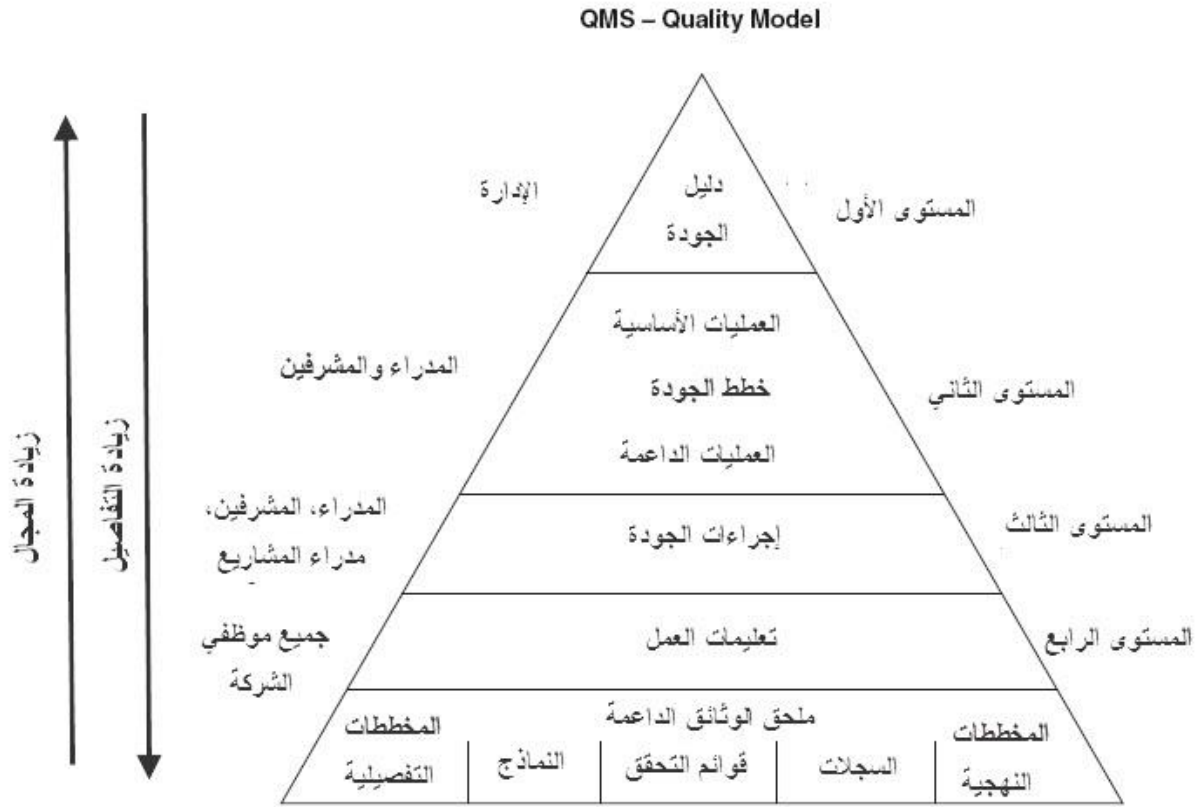 QMS – Quality Model
دليل
الجودة
المستوى الأول
الإدارة
العمليات الأساسية
خطط الجودة
العمليات الداعمة
المستوى الثاني
المدراء والمشرفين
إجراءات الجودة
المستوى الثالث
المدراء، المشرفين،
مدراء المشاريع
تعليمات العمل
المستوى الرابع
جميع موظفي
الشركة
ملحق الوثائق الداعمة
المخططات
النهجية
السجلات
قوائم التحقق
النماذج
المخططات
التفصيلية
زيادة التفاصيل
زيادة المجال